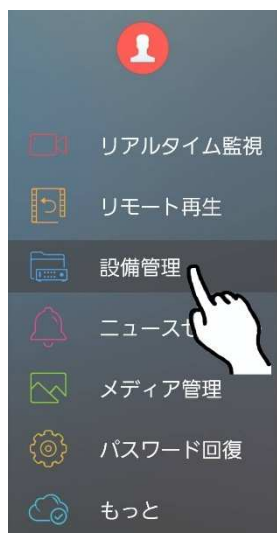 リアルタイム監視
リモート再生
設備管理
ニュースセ
メディア管理
パスワード回復
もっと